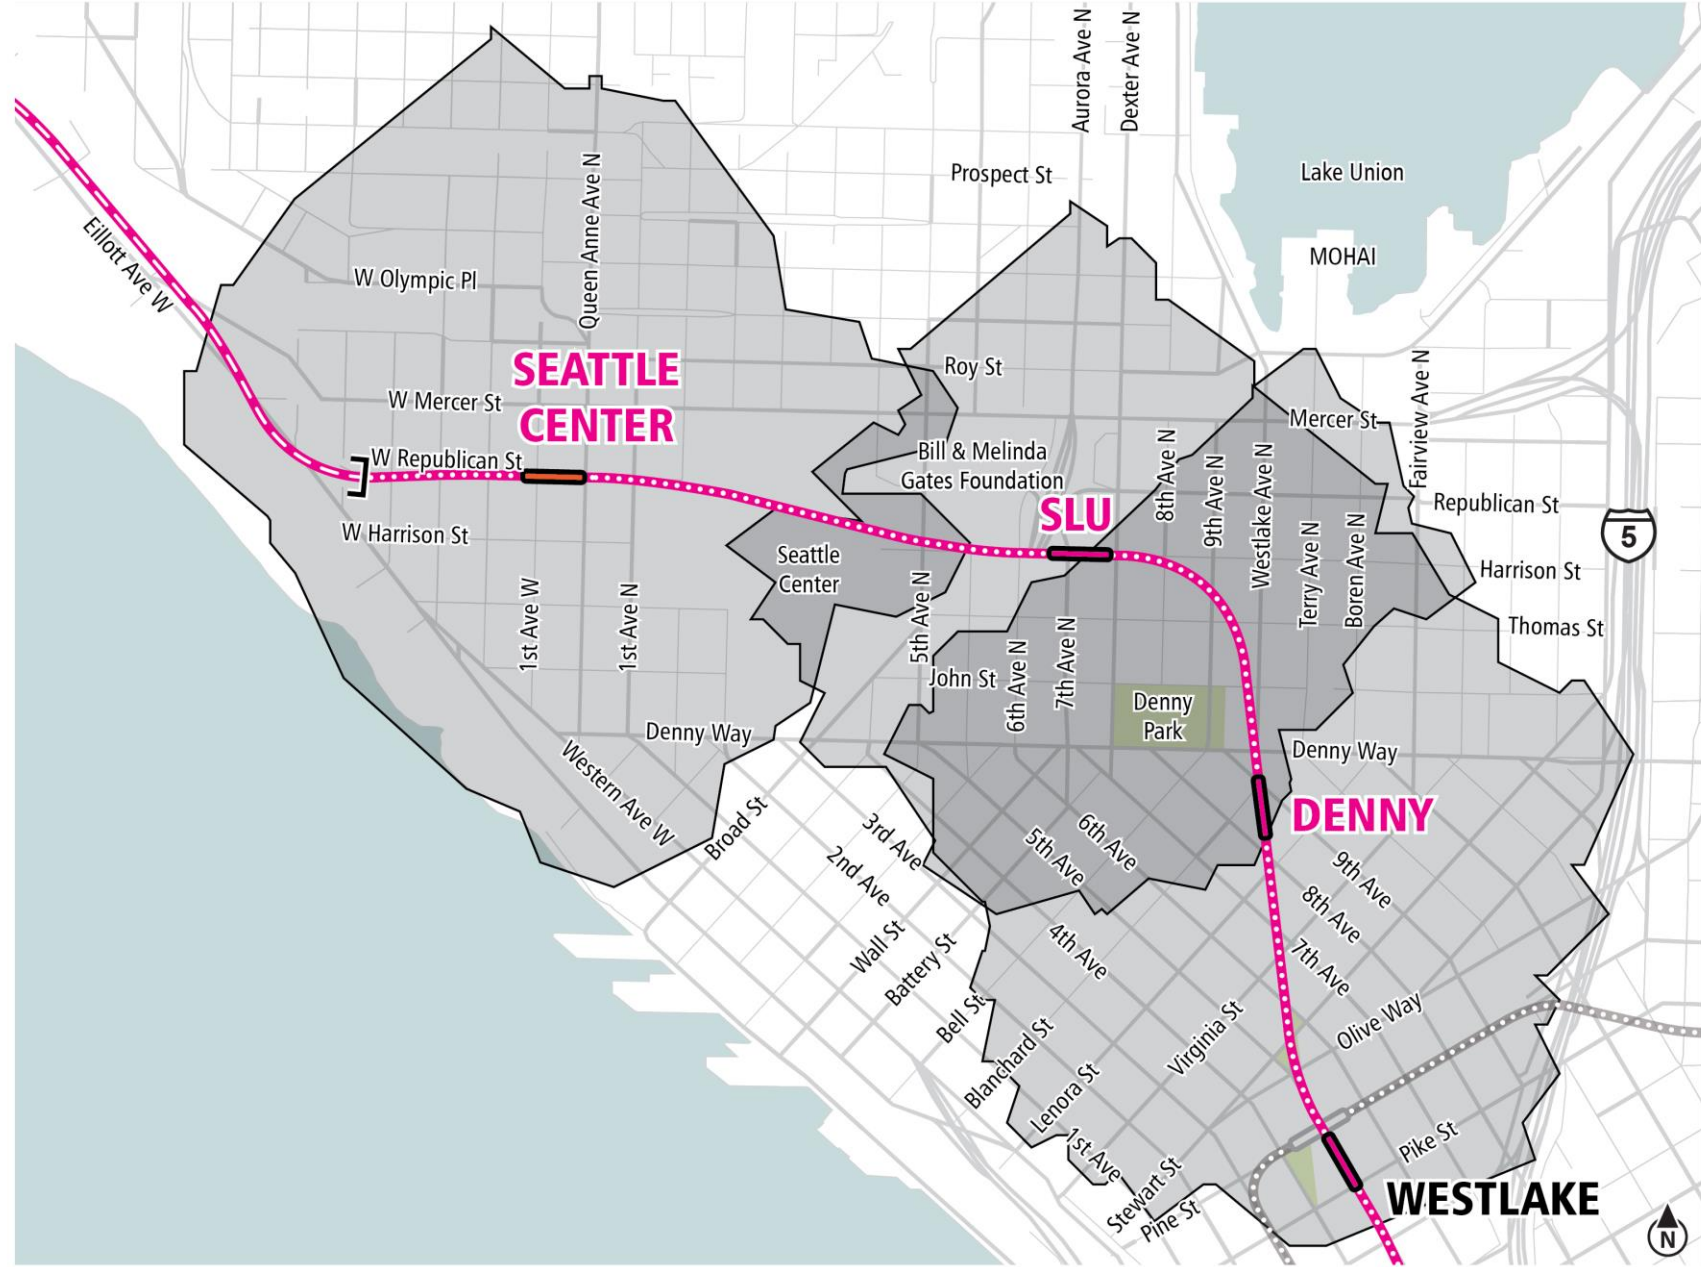 Aurora Ave N
Dexter Ave N
Prospect St
Lake Union
MOHAI
Eillott Ave W
W Olympic Pl
Queen Anne Ave N
SEATTLE
CENTER
Roy St
W Mercer St
Mercer St
Fairview Ave N
W Republican St
Bill & Melinda
Gates Foundation
8th Ave N
9th Ave N
Westlake Ave N
Republican St
SLU
5
W Harrison St
Seattle
Center
Terry Ave N
Boren Ave N
Harrison St
1st Ave W
1st Ave N
5th Ave N
Thomas St
John St
6th Ave N
7th Ave N
Denny
Park
Denny Way
Denny Way
Western Ave W
Broad St
DENNY
3rd Ave
2nd Ave
5th Ave
6th Ave
9th Ave
8th Ave
7th Ave
Wall St
Battery St
4th Ave
Bell St
Blanchard St
Virginia St
Olive Way
Lenora St
1st Ave
Pike St
Stewart St
Pine St
WESTLAKE
N